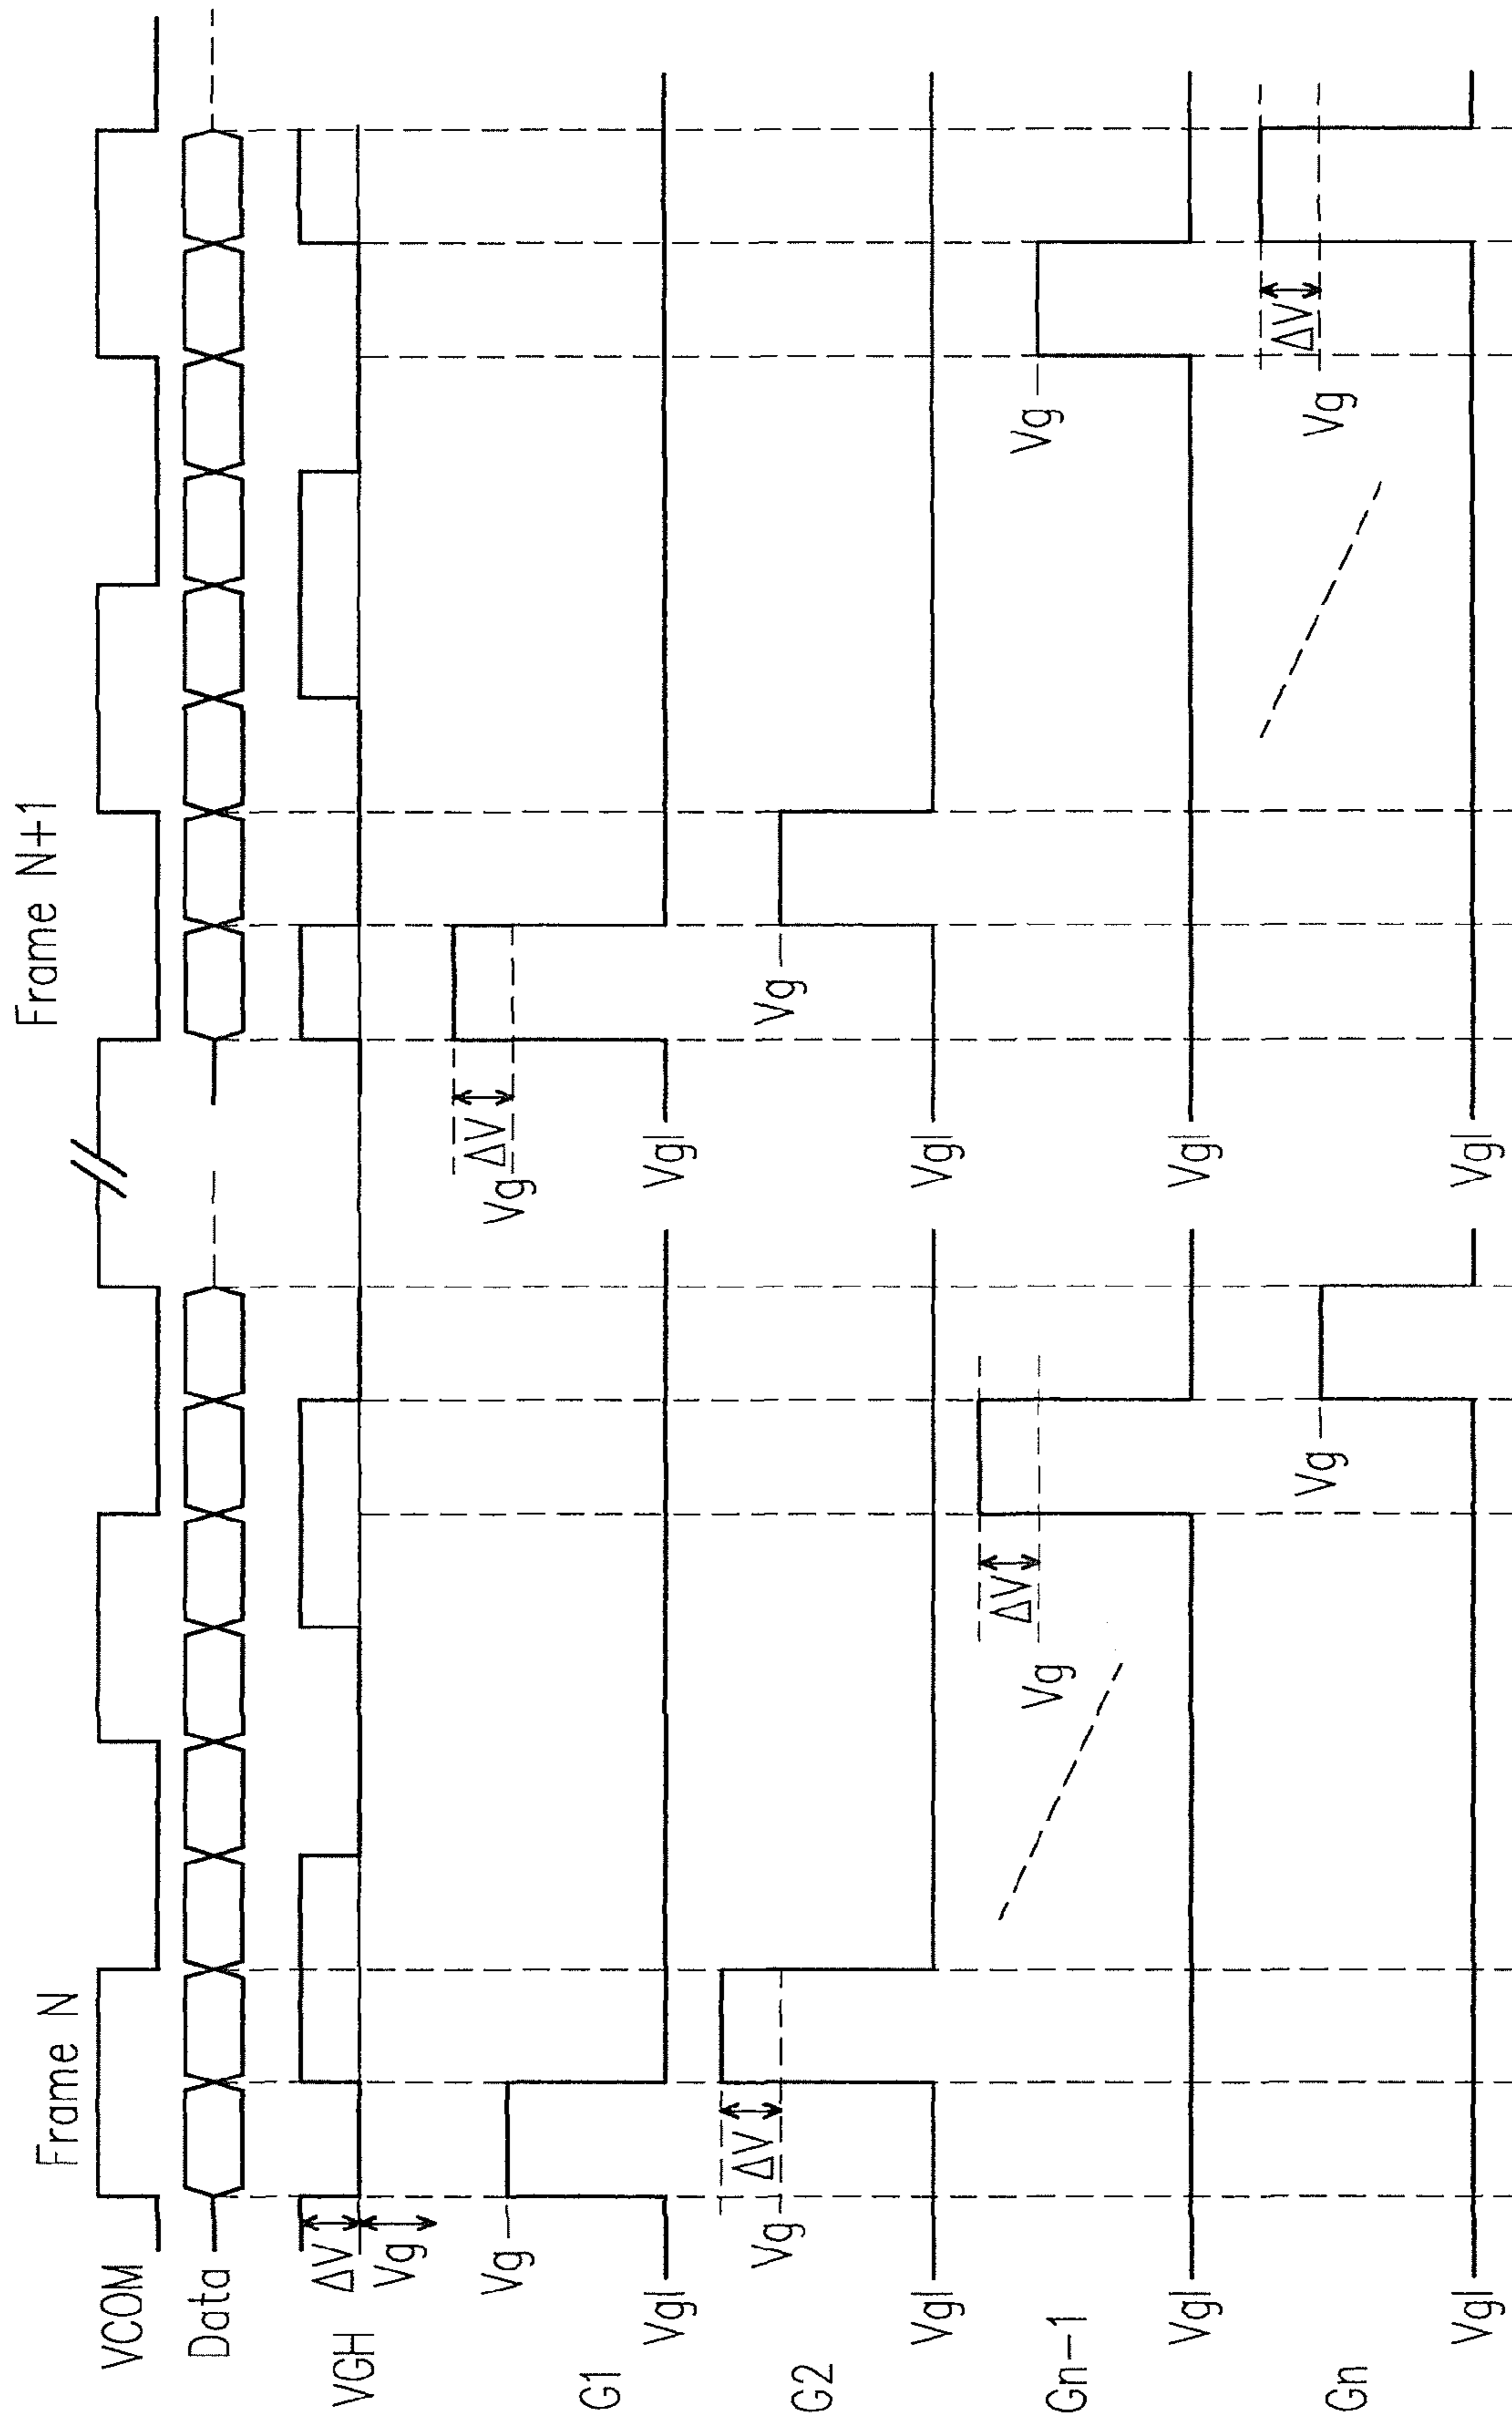 Frame N
Frame N+1
VCOM
Data
VGH
ΔV
Vg
G1
Vg
Vgl
ΔV
Vg
Vgl
G2
ΔV
Vg
Vgl
Vg
Vgl
Gn-1
ΔV
Vg
Vgl
Vg
Vgl
Gn
Vg
Vgl
ΔV
Vg
Vgl